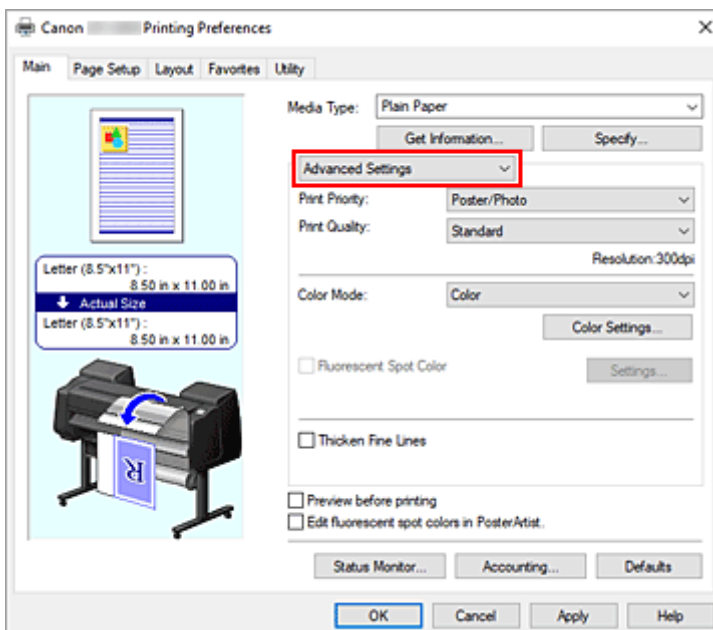 Canon Printing Preferences
Main Page Setup Layout Favorites Utility
Media Type: Plain Paper
Get Information... Specify...
Advanced Settings
Print Priority: Poster/Photo
Print Quality: Standard
Resolution:300dpi
Letter (8.5"x11") :
8.50 in x 11.00 in
Actual Size
Letter (8.5"x11") :
8.50 in x 11.00 in
Color Mode: Color
Color Settings...
Fluorescent Spot Color Settings...
Thicken Fine Lines
R
Preview before printing
Edit fluorescent spot colors in PosterArtist.
Status Monitor... Accounting... Defaults
OK Cancel Apply Help